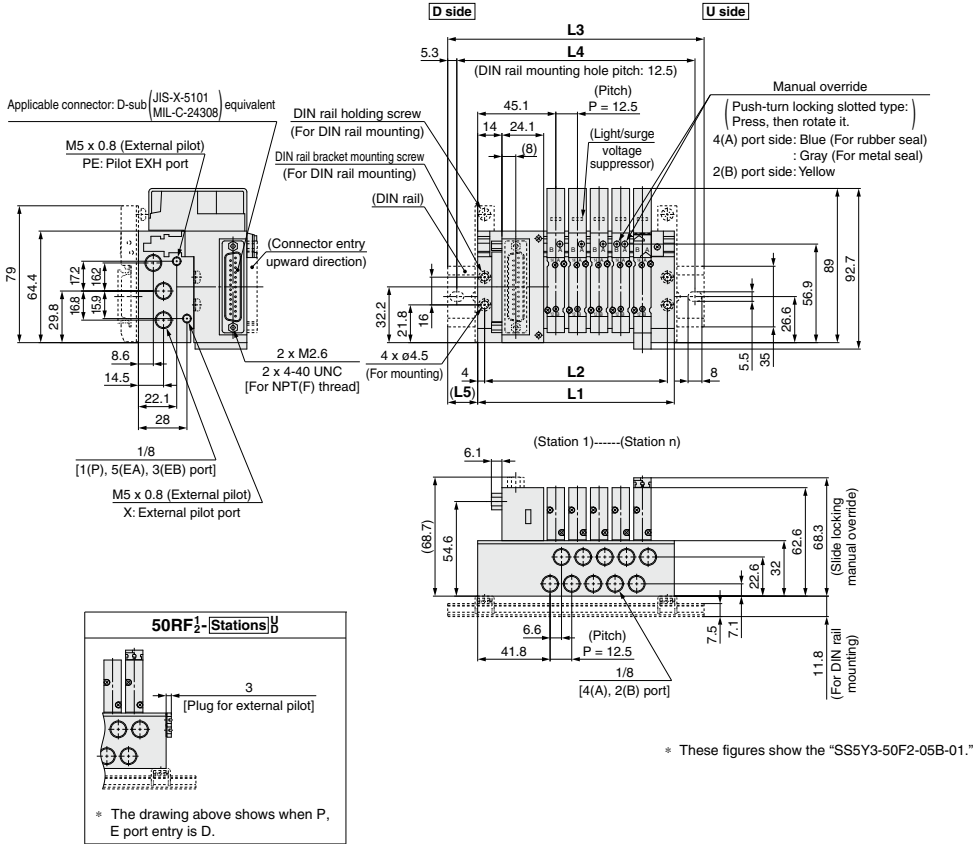 D side
U side
L3
5.3
L4
(DIN rail mounting hole pitch: 12.5)
Applicable connector: D-sub (JIS-X-5101 MIL-C-24308) equivalent
DIN rail holding screw
(For DIN rail mounting)
45.1
(Pitch)
P = 12.5
Manual override
(Push-turn locking slotted type: Press, then rotate it.)
4(A) port side: Blue (For rubber seal)
: Gray (For metal seal)
2(B) port side: Yellow
M5 x 0.8 (External pilot)
PE: Pilot EXH port
DIN rail bracket mounting screw
(For DIN rail mounting)
14
24.1
(8)
(Light/surge
voltage
suppressor)
(DIN rail)
(Connector entry
upward direction)
79
64.4
29.8
17.2
16.2
16.8
15.9
8.6
14.5
22.1
28
B A
B A
B A
B A
B A
32.2
21.8
16
89
92.7
56.9
26.6
5.5
35
8
2 x M2.6
2 x 4-40 UNC
[For NPT(F) thread]
4 x ø4.5
(For mounting)
4
L2
(L5)
L1
1/8
[1(P), 5(EA), 3(EB) port]
M5 x 0.8 (External pilot)
X: External pilot port
(Station 1)------(Station n)
6.1
(68.7)
54.6
22.6
32
62.6
68.3
(Slide locking
manual override)
7.5
7.1
11.8
(For DIN rail
mounting)
6.6
(Pitch)
41.8
P = 12.5
1/8
[4(A), 2(B) port]
50RF1/2-Stations U/D
3
[Plug for external pilot]
* The drawing above shows when P,
E port entry is D.
* These figures show the “SS5Y3-50F2-05B-01.”